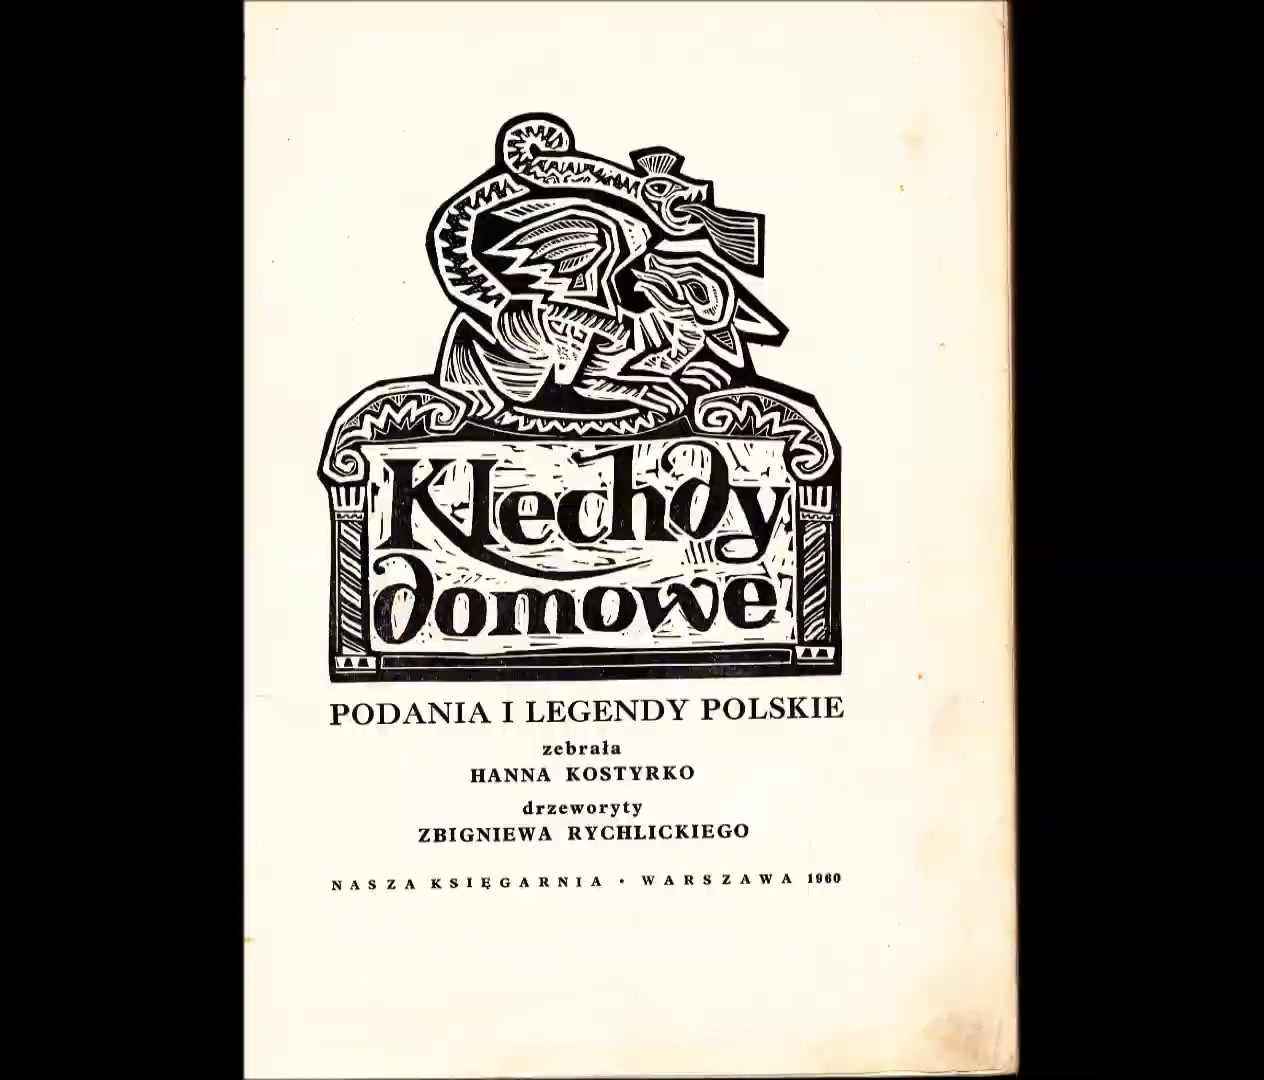 Klechdy
domowe
PODANIA I LEGENDY POLSKIE
zebrała
HANNA KOSTYRKO
drzeworyty
ZBIGNIEWA RYCHLICKIEGO
NASZA KSIĘGARNIA • WARSZAWA 1960